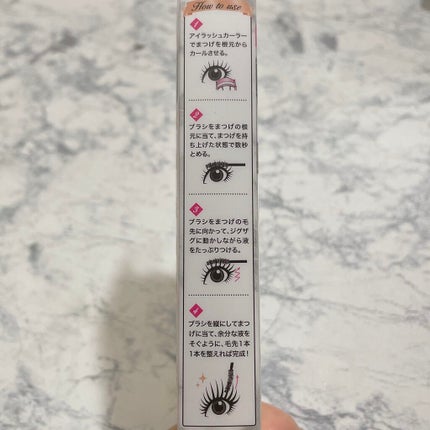 How to use
1
アイラッシュカーラー
でまつげを根元から
カールさせる。
2
ブラシをまつげの根
元に当て、まつげを持
ち上げた状態で数秒
とめる。
3
ブラシをまつげの毛
先に向かって、ジグザ
グに動かしながら液
をたっぷりつける。
4
ブラシを縦にしてまつ
げに当て、余分な液を
そぐように、毛先1本
1本を整えれば完成!